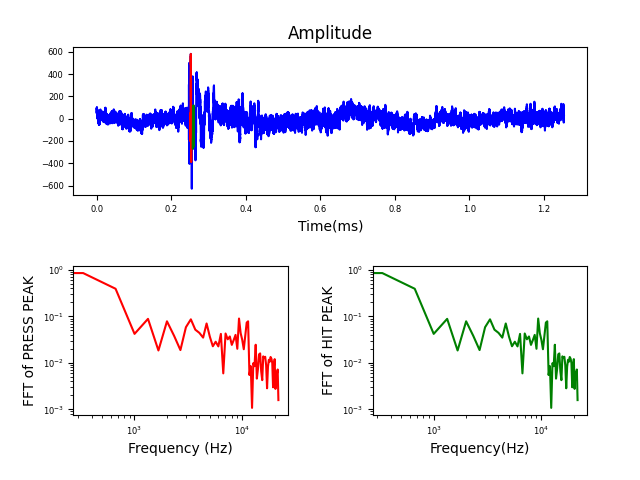 Amplitude
600
400
200
0
−200
−400
−600
0.0 0.2 0.4 0.6 0.8 1.0 1.2
Time(ms)
FFT of PRESS PEAK
10⁰
10⁻¹
10⁻²
10⁻³
10³ 10⁴
Frequency (Hz)
FFT of HIT PEAK
10⁰
10⁻¹
10⁻²
10⁻³
10³ 10⁴
Frequency(Hz)